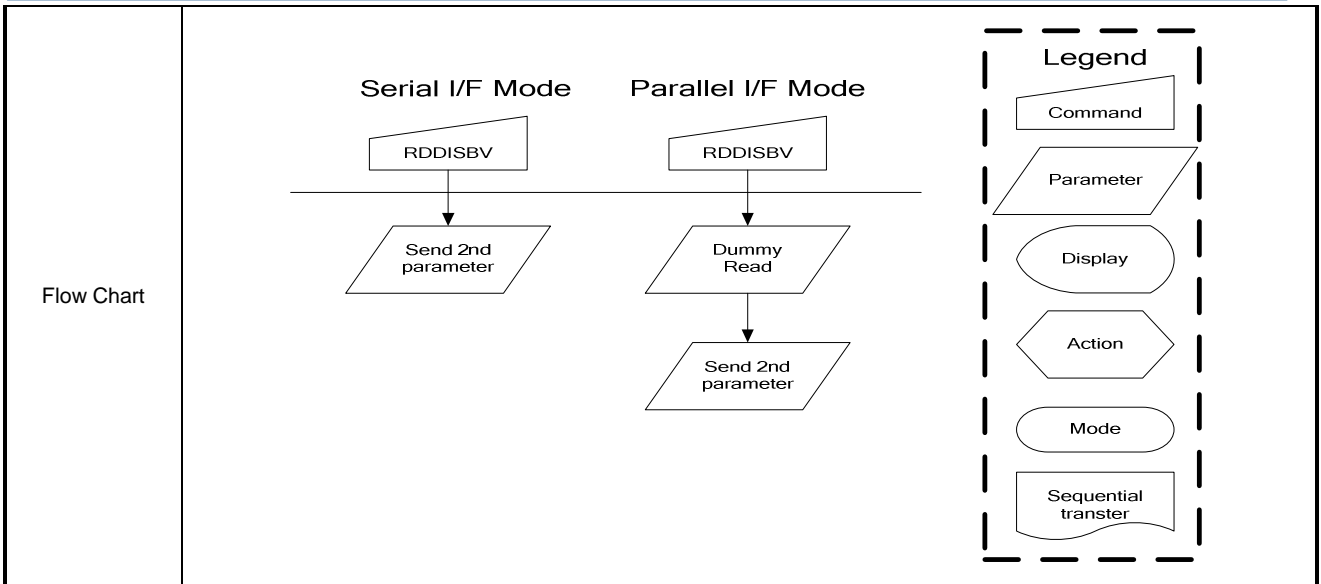 Flow Chart
Serial I/F Mode
RDDISBV
Send 2nd
parameter
Parallel I/F Mode
RDDISBV
Dummy
Read
Send 2nd
parameter
Legend
Command
Parameter
Display
Action
Mode
Sequential
transter